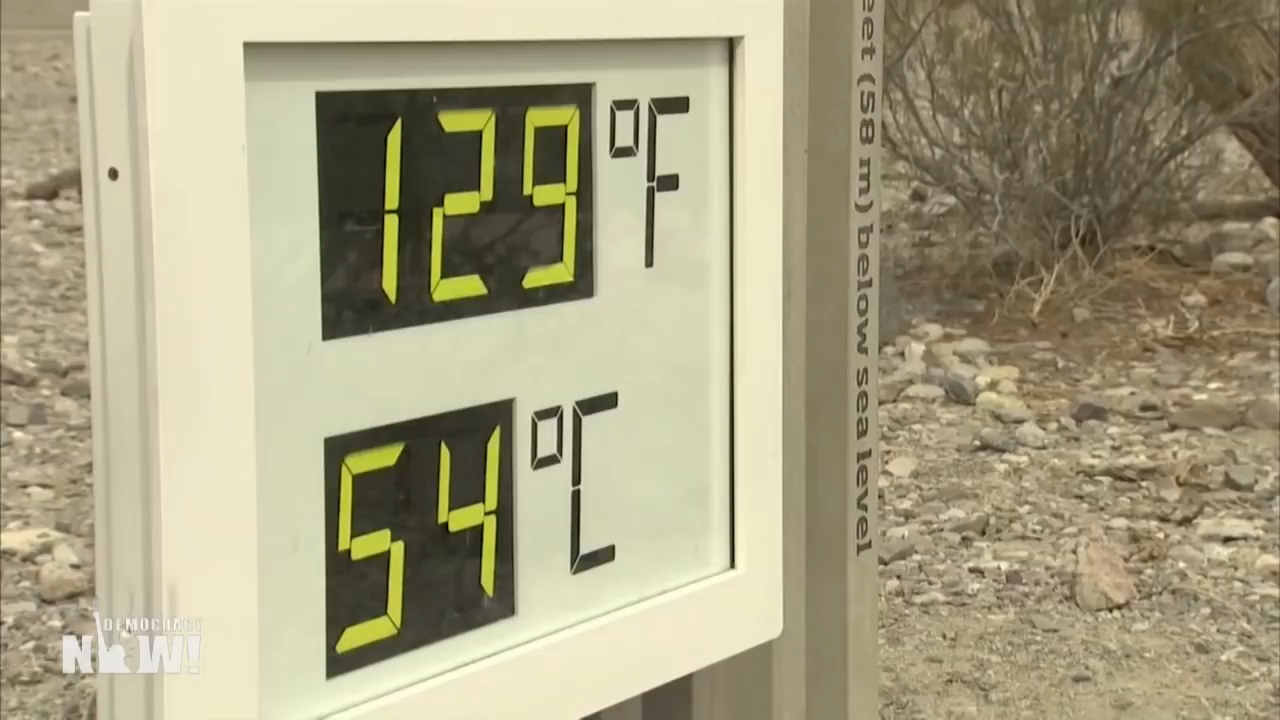 129 °F
54 °C
eet (58 m) below sea level
DEMOCRACY
NOW!